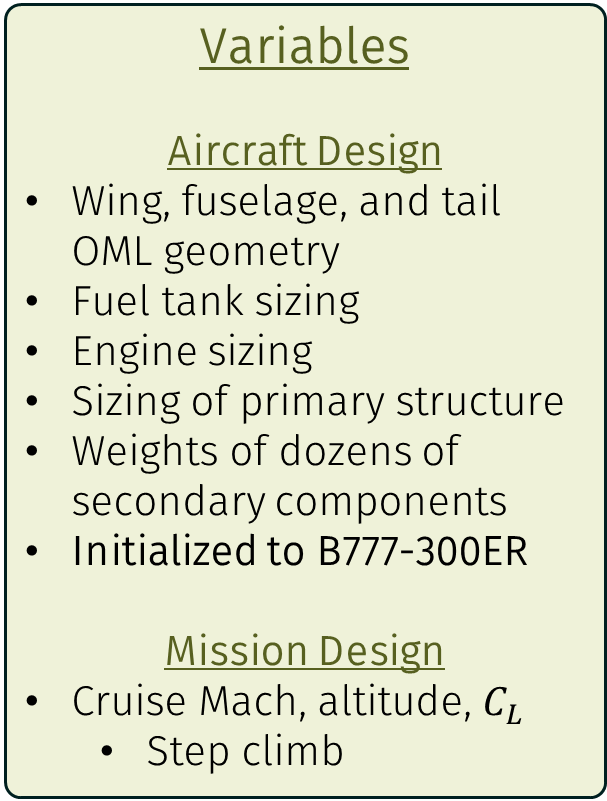 Variables
Aircraft Design
• Wing, fuselage, and tail
OML geometry
• Fuel tank sizing
• Engine sizing
• Sizing of primary structure
• Weights of dozens of
secondary components
• Initialized to B777-300ER
Mission Design
• Cruise Mach, altitude, C_L
• Step climb